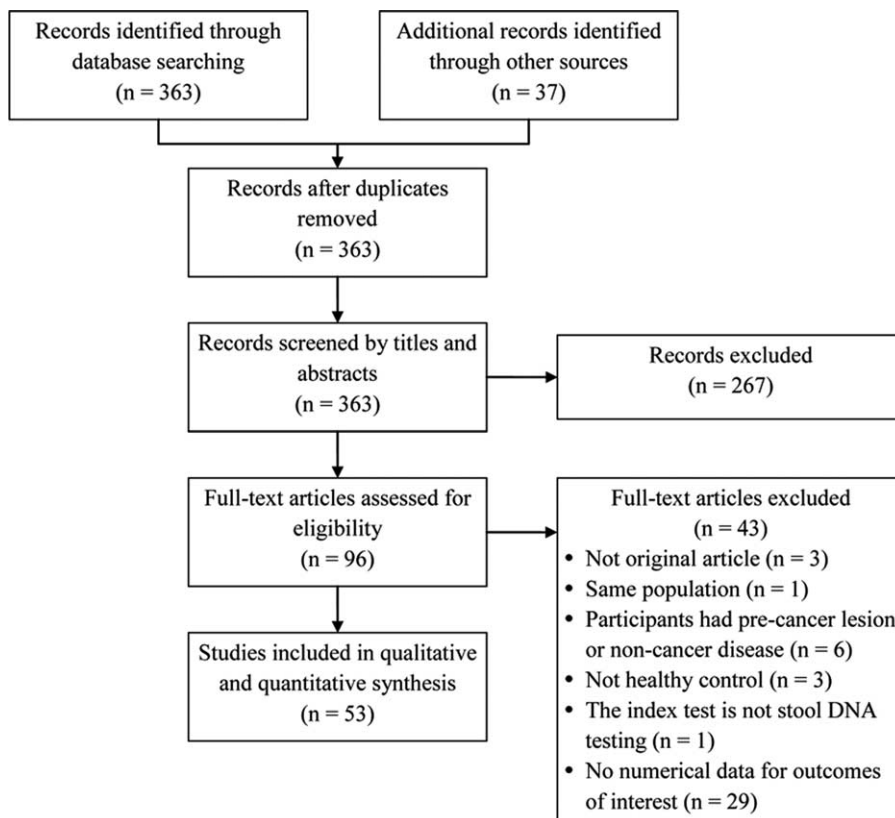 Records identified through
database searching
(n = 363)
Additional records identified
through other sources
(n = 37)
Records after duplicates
removed
(n = 363)
Records screened by titles and
abstracts
(n = 363)
Records excluded
(n = 267)
Full-text articles assessed for
eligibility
(n = 96)
Full-text articles excluded
(n = 43)
• Not original article (n = 3)
• Same population (n = 1)
• Participants had pre-cancer lesion
or non-cancer disease (n = 6)
• Not healthy control (n = 3)
• The index test is not stool DNA
testing (n = 1)
• No numerical data for outcomes
of interest (n = 29)
Studies included in qualitative
and quantitative synthesis
(n = 53)